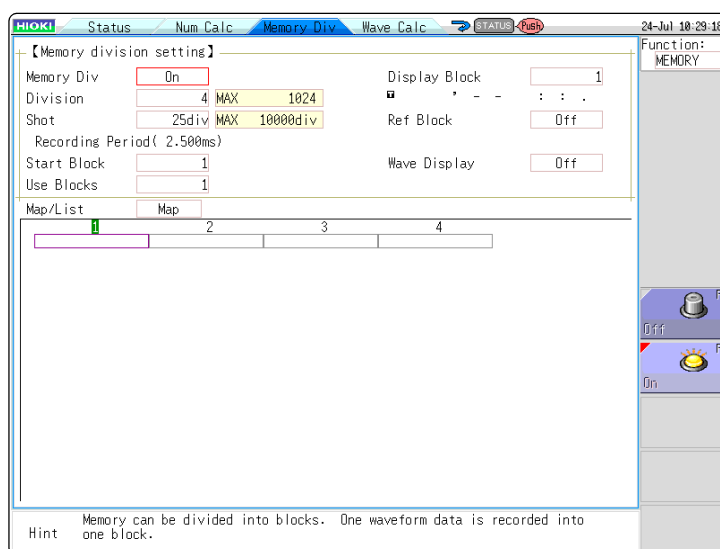 HIOKI Status Num Calc Memory Div Wave Calc STATUS Push 24-Jul 10:29:18
Function:
MEMORY
【Memory division setting】
Memory Div On Display Block 1
Division 4 MAX 1024 T ' - - : : .
Shot 25div MAX 10000div Ref Block Off
Recording Period( 2.500ms)
Start Block 1 Wave Display Off
Use Blocks 1
Map/List Map
1 2 3 4
Off
On
Hint Memory can be divided into blocks. One waveform data is recorded into
one block.